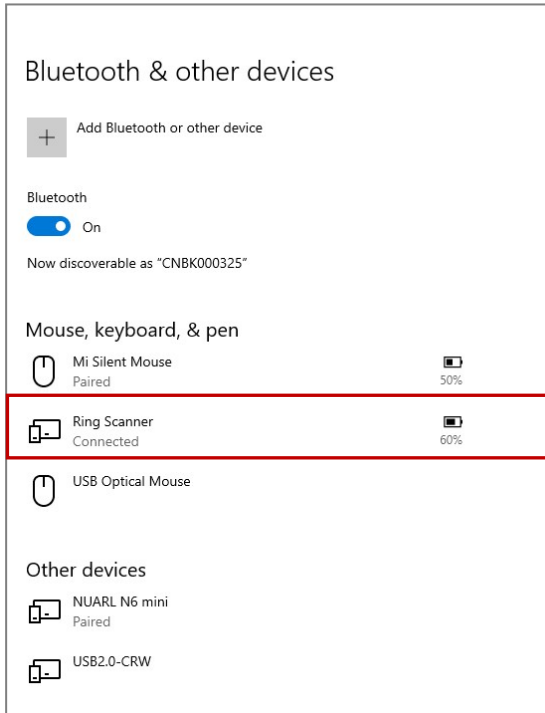 Bluetooth & other devices
Add Bluetooth or other device
Bluetooth
On
Now discoverable as "CNBK000325"
Mouse, keyboard, & pen
Mi Silent Mouse
Paired
50%
Ring Scanner
Connected
60%
USB Optical Mouse
Other devices
NUARL N6 mini
Paired
USB2.0-CRW